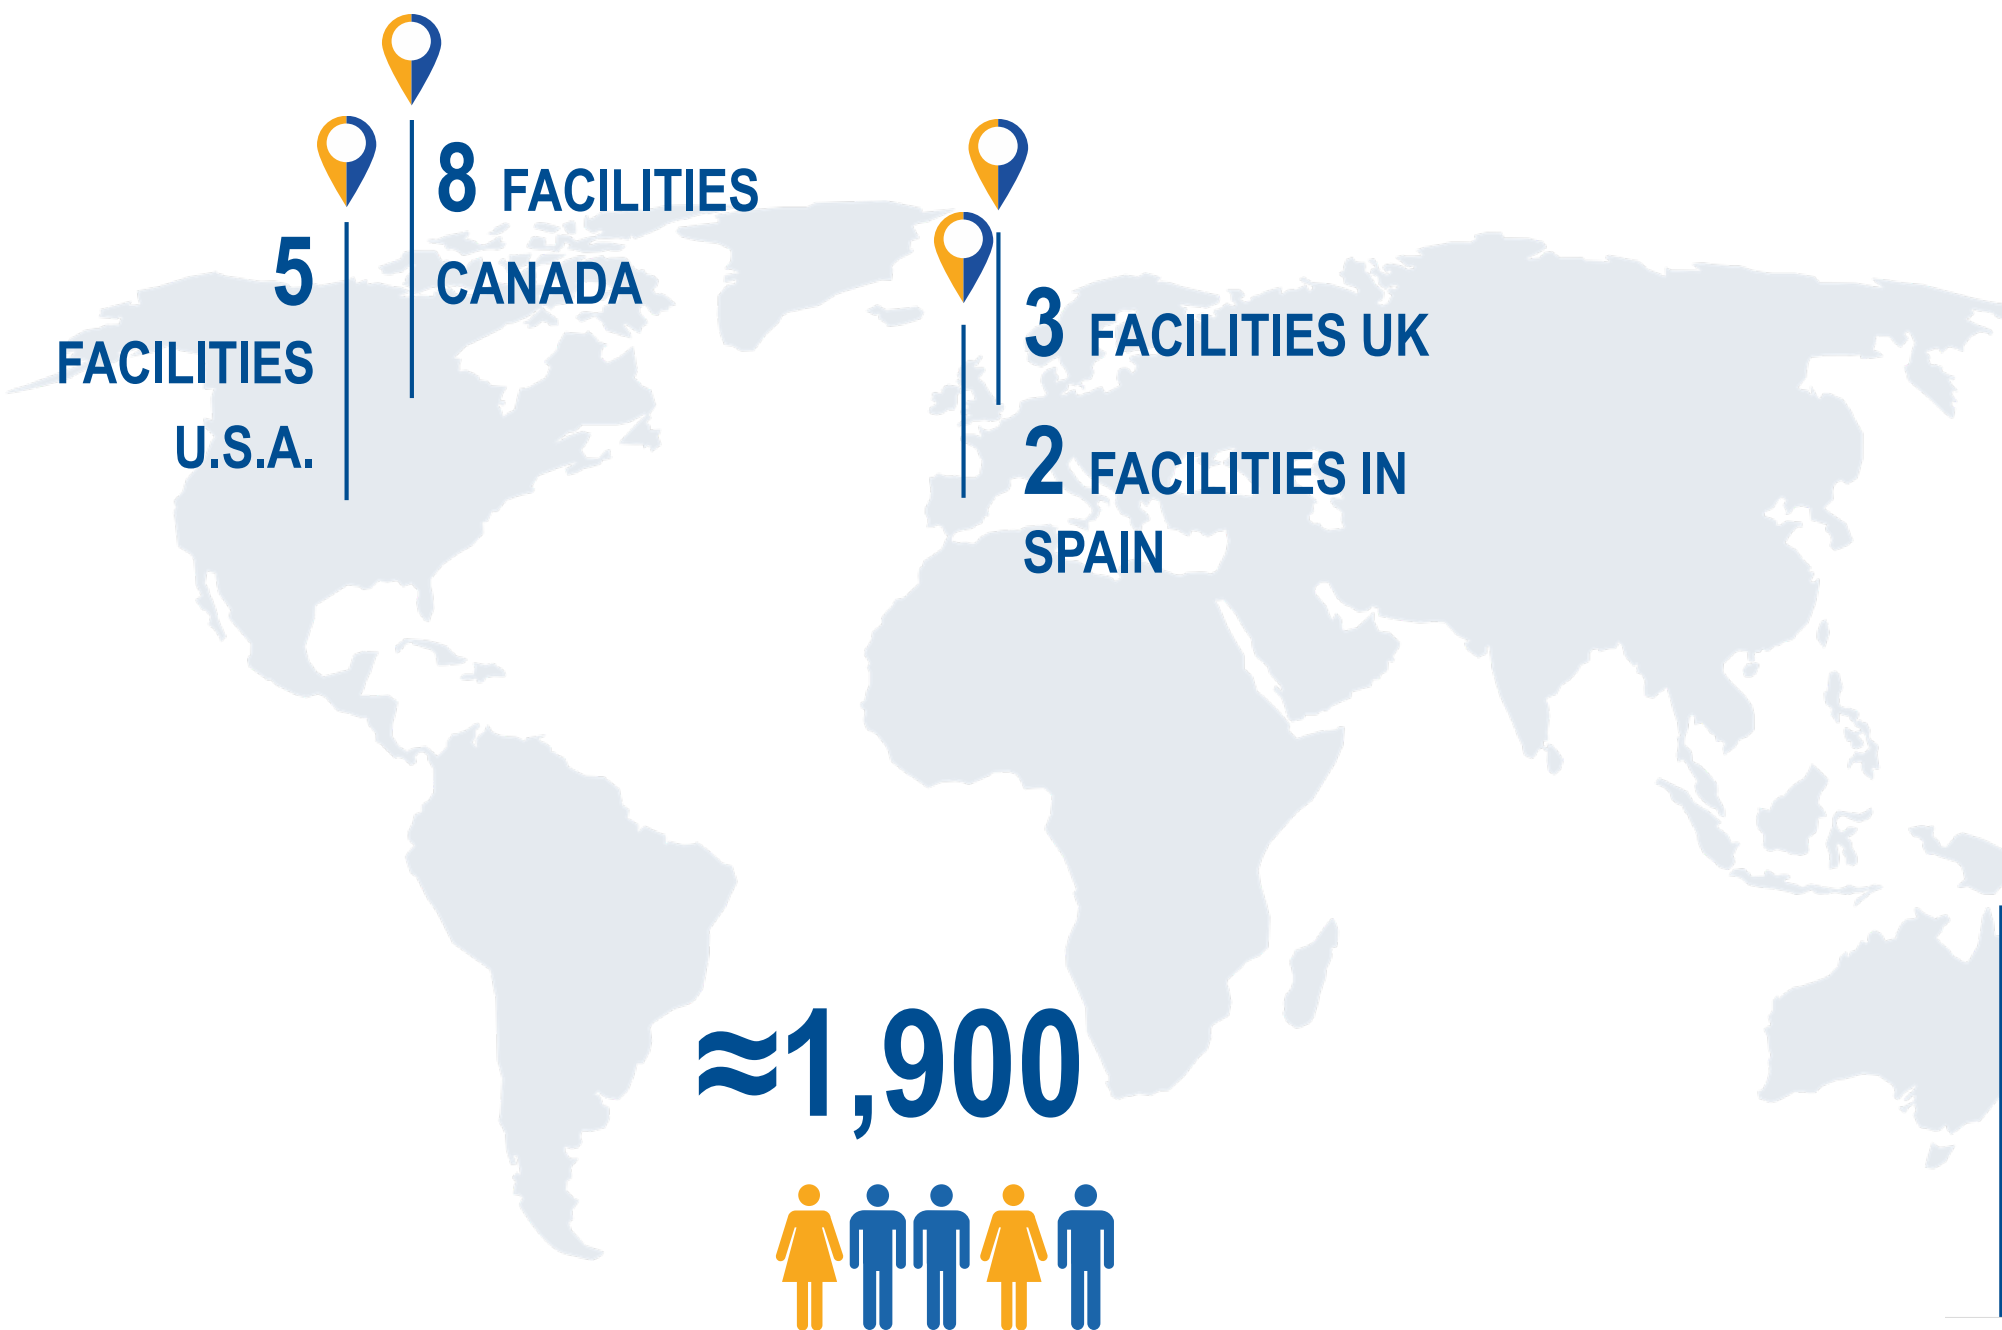 8 FACILITIES
CANADA
5
FACILITIES
U.S.A.
3 FACILITIES UK
2 FACILITIES IN
SPAIN
≈1,900